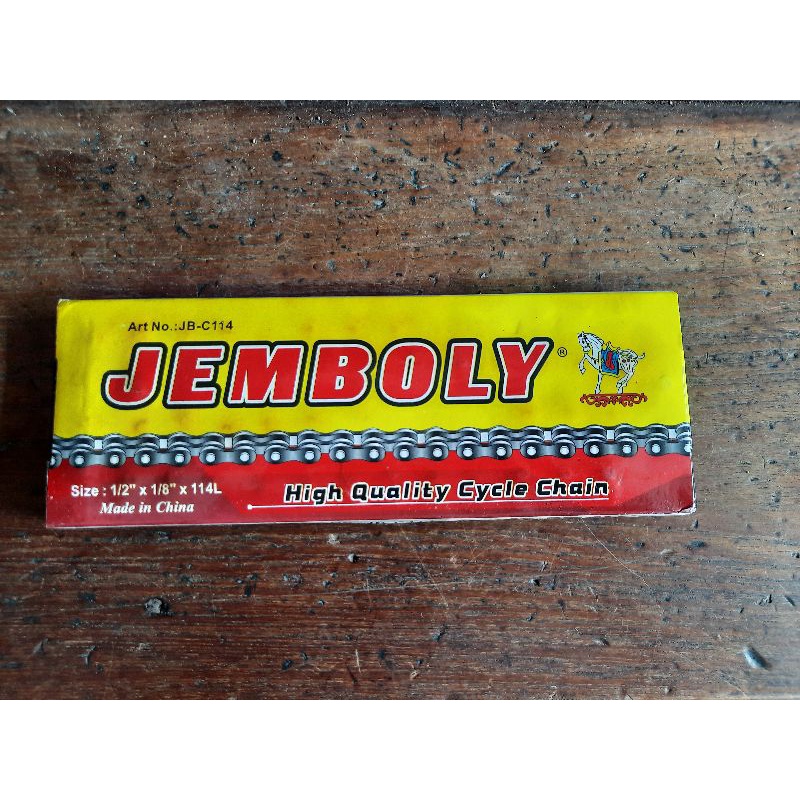 Art No.:JB-C114
JEMBOLY®
Size : 1/2" x 1/8" x 114L
Made in China
High Quality Cycle Chain